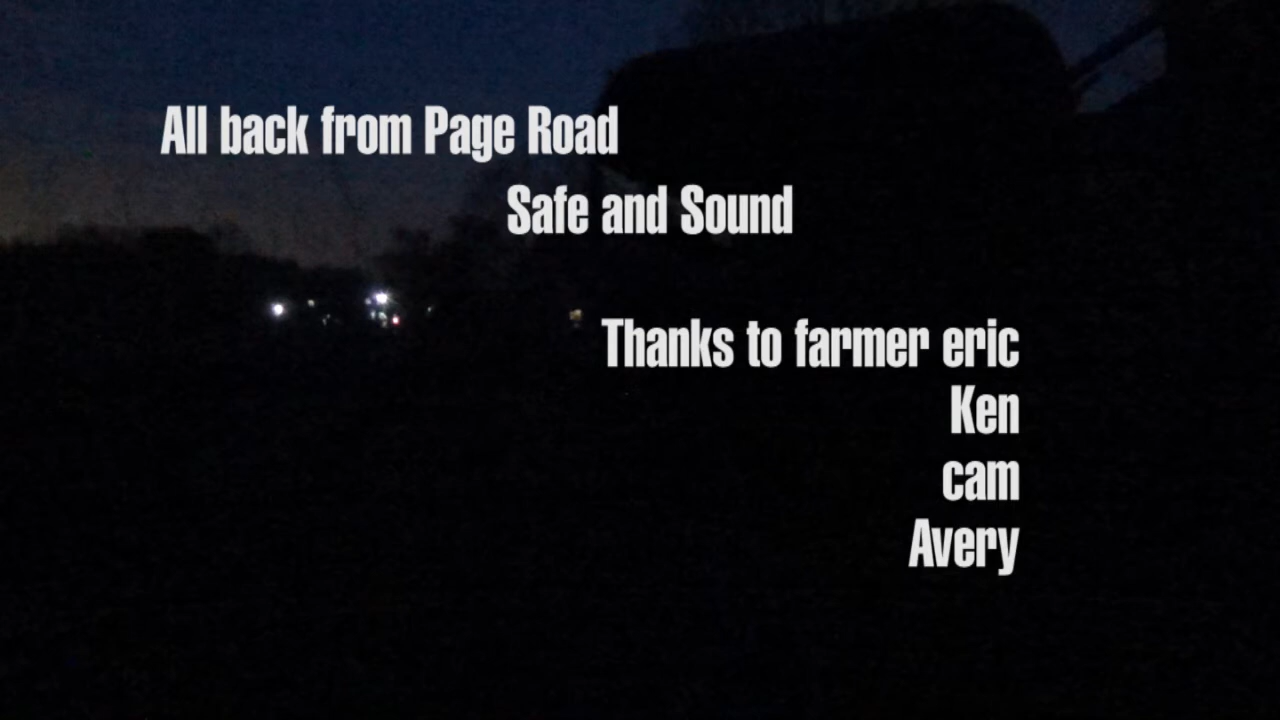 All back from Page Road
Safe and Sound
Thanks to farmer eric
Ken
cam
Avery